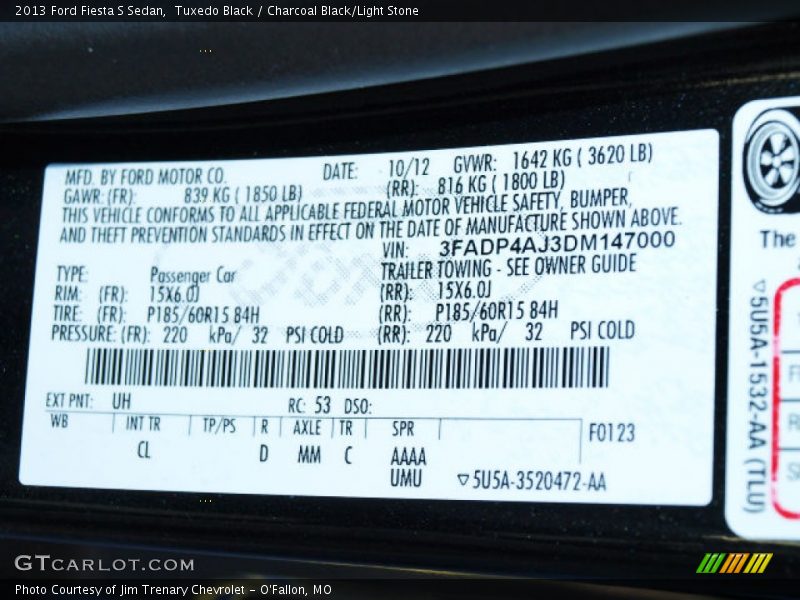 2013 Ford Fiesta S Sedan,  Tuxedo Black / Charcoal Black/Light Stone
MFD. BY FORD MOTOR CO. DATE: 10/12 GVWR: 1642 KG ( 3620 LB)
GAWR: (FR): 839 KG ( 1850 LB) (RR): 816 KG ( 1800 LB)
THIS VEHICLE CONFORMS TO ALL APPLICABLE FEDERAL MOTOR VEHICLE SAFETY, BUMPER,
AND THEFT PREVENTION STANDARDS IN EFFECT ON THE DATE OF MANUFACTURE SHOWN ABOVE.
VIN: 3FADP4AJ3DM147000
TYPE: Passenger Car TRAILER TOWING - SEE OWNER GUIDE
RIM: (FR): 15X6.0J (RR): 15X6.0J
TIRE: (FR): P185/60R15 84H (RR): P185/60R15 84H
PRESSURE: (FR): 220 kPa/ 32 PSI COLD (RR): 220 kPa/ 32 PSI COLD
EXT PNT: UH RC: 53 DSO:
WB INT TR TP/PS R AXLE TR SPR F0123
CL D MM C AAAA
UMU ▽5U5A-3520472-AA
The
▽5U5A-1532-AA (TLU)
GTCARLOT.COM
Photo Courtesy of Jim Trenary Chevrolet - O'Fallon, MO